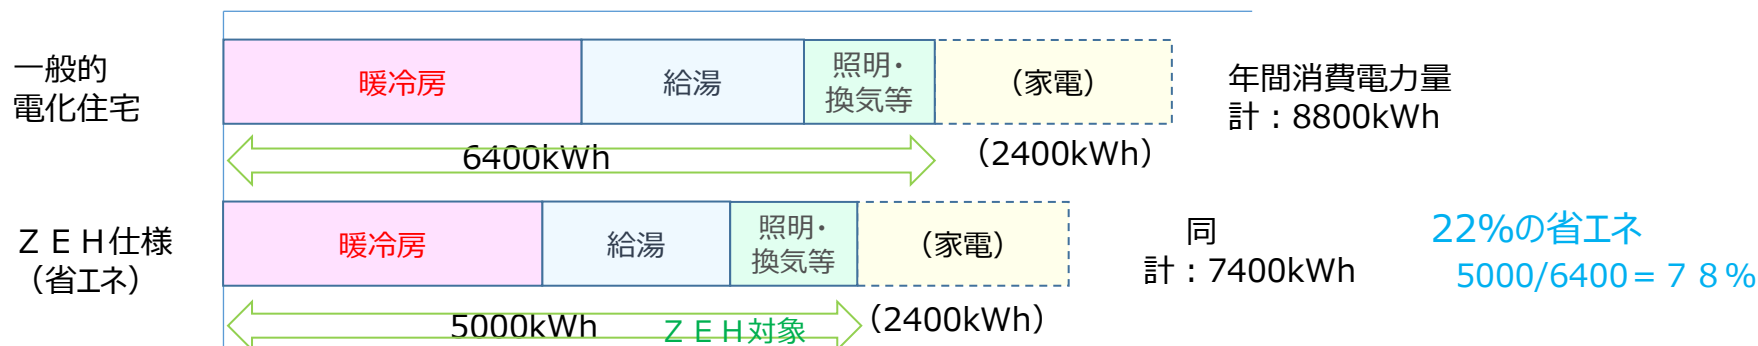 一般的
電化住宅
暖冷房
給湯
照明・
換気等
（家電）
年間消費電力量
計：8800kWh
6400kWh
（2400kWh）
ＺＥＨ仕様
（省エネ）
暖冷房
給湯
照明・
換気等
（家電）
同
計：7400kWh
22%の省エネ
5000/6400＝７８%
5000kWh
ＺＥＨ対象
（2400kWh）